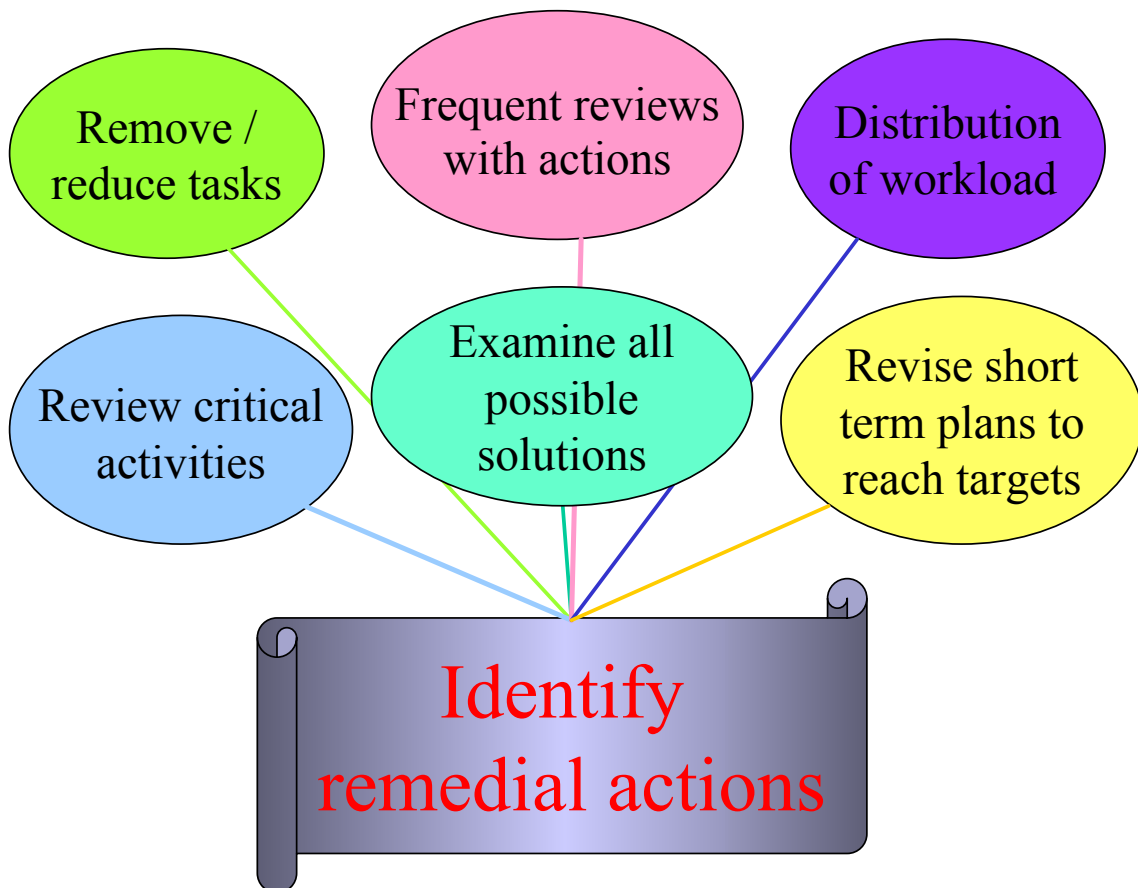 Remove /
reduce tasks
Frequent reviews
with actions
Distribution
of workload
Review critical
activities
Examine all
possible
solutions
Revise short
term plans to
reach targets
Identify
remedial actions